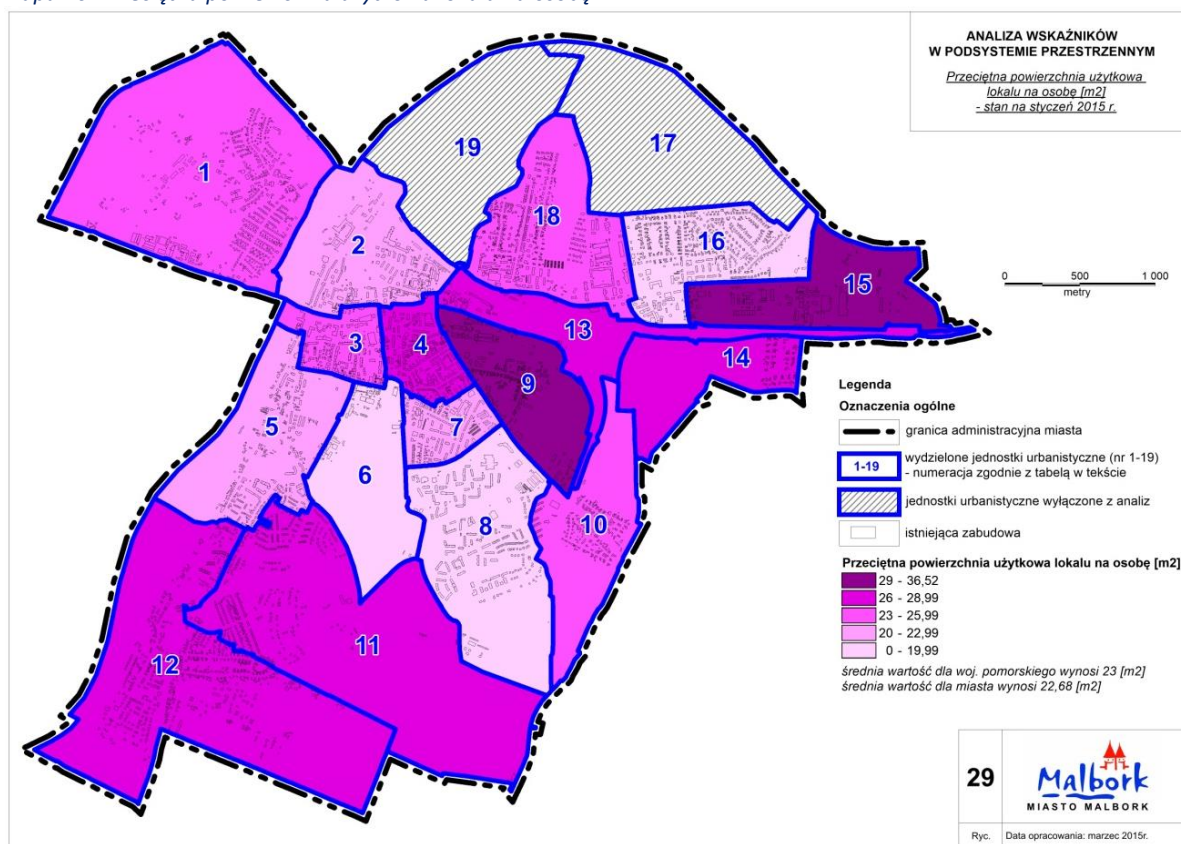 ANALIZA WSKAŹNIKÓW
W PODSYSTEMIE PRZESTRZENNYM
Przeciętna powierzchnia użytkowa
lokalu na osobę [m2]
- stan na styczeń 2015 r.
1
2
3
4
5
6
7
8
9
10
11
12
13
14
15
16
17
18
19
0 500 1 000
metry
Legenda
Oznaczenia ogólne
granica administracyjna miasta
1-19 wydzielone jednostki urbanistyczne (nr 1-19)
- numeracja zgodnie z tabelą w tekście
jednostki urbanistyczne wyłączone z analiz
istniejąca zabudowa
Przeciętna powierzchnia użytkowa lokalu na osobę [m2]
29 - 36,52
26 - 28,99
23 - 25,99
20 - 22,99
0 - 19,99
średnia wartość dla woj. pomorskiego wynosi 23 [m2]
średnia wartość dla miasta wynosi 22,68 [m2]
29
Malbork
MIASTO MALBORK
Ryc. Data opracowania: marzec 2015r.